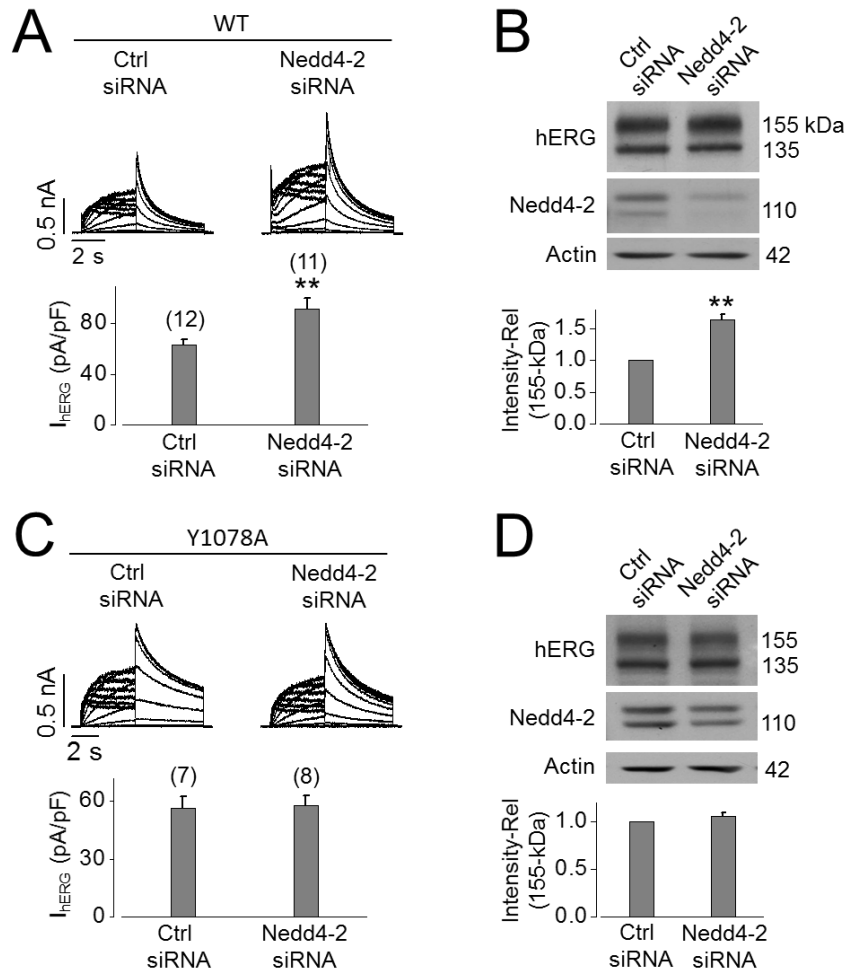 A
WT
Ctrl
siRNA
Nedd4-2
siRNA
0.5 nA
2 s
I hERG (pA/pF)
80
40
0
(12)
(11)
**
Ctrl
siRNA
Nedd4-2
siRNA
B
Ctrl
siRNA
Nedd4-2
siRNA
hERG
155 kDa
135
Nedd4-2
110
Actin
42
Intensity-Rel
(155-kDa)
1.5
1.0
0.0
**
Ctrl
siRNA
Nedd4-2
siRNA
C
Y1078A
Ctrl
siRNA
Nedd4-2
siRNA
0.5 nA
2 s
I hERG (pA/pF)
60
30
0
(7)
(8)
Ctrl
siRNA
Nedd4-2
siRNA
D
Ctrl
siRNA
Nedd4-2
siRNA
hERG
155
135
Nedd4-2
110
Actin
42
Intensity-Rel
(155-kDa)
1.0
0.5
0.0
Ctrl
siRNA
Nedd4-2
siRNA